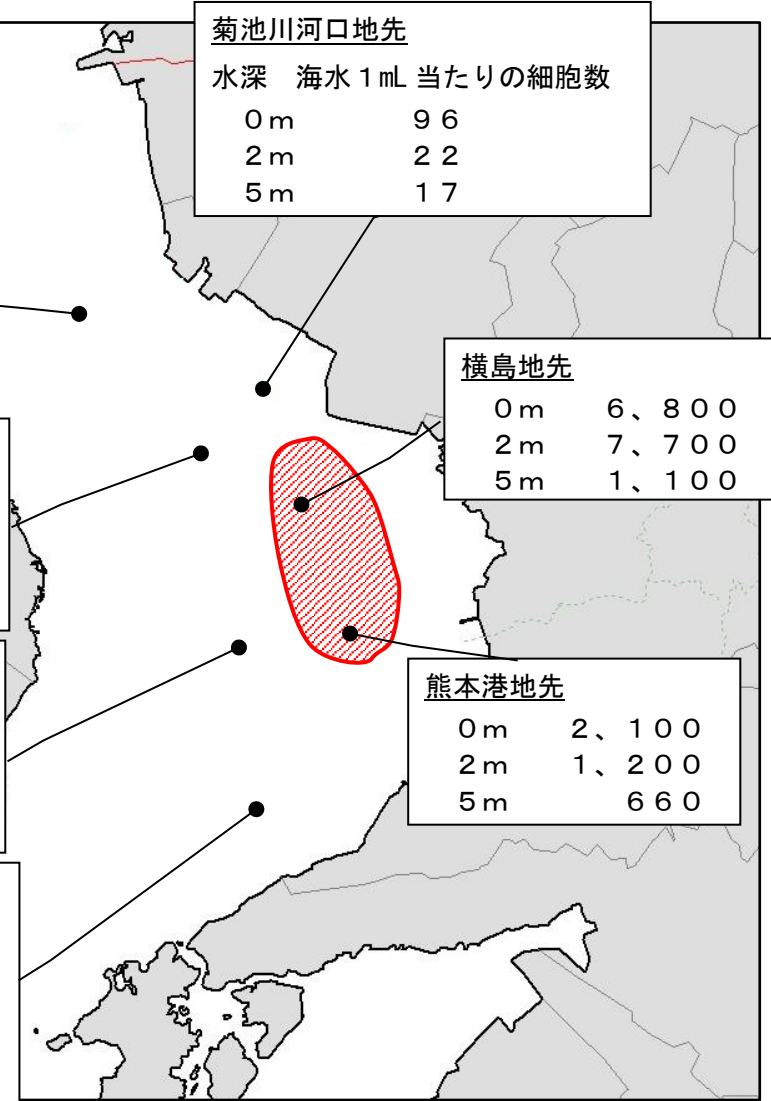 菊池川河口地先
水深　海水１mL 当たりの細胞数
０ｍ　９６
２ｍ　２２
５ｍ　１７
横島地先
０ｍ　６、８００
２ｍ　７、７００
５ｍ　１、１００
熊本港地先
０ｍ　２、１００
２ｍ　１、２００
５ｍ　６６０